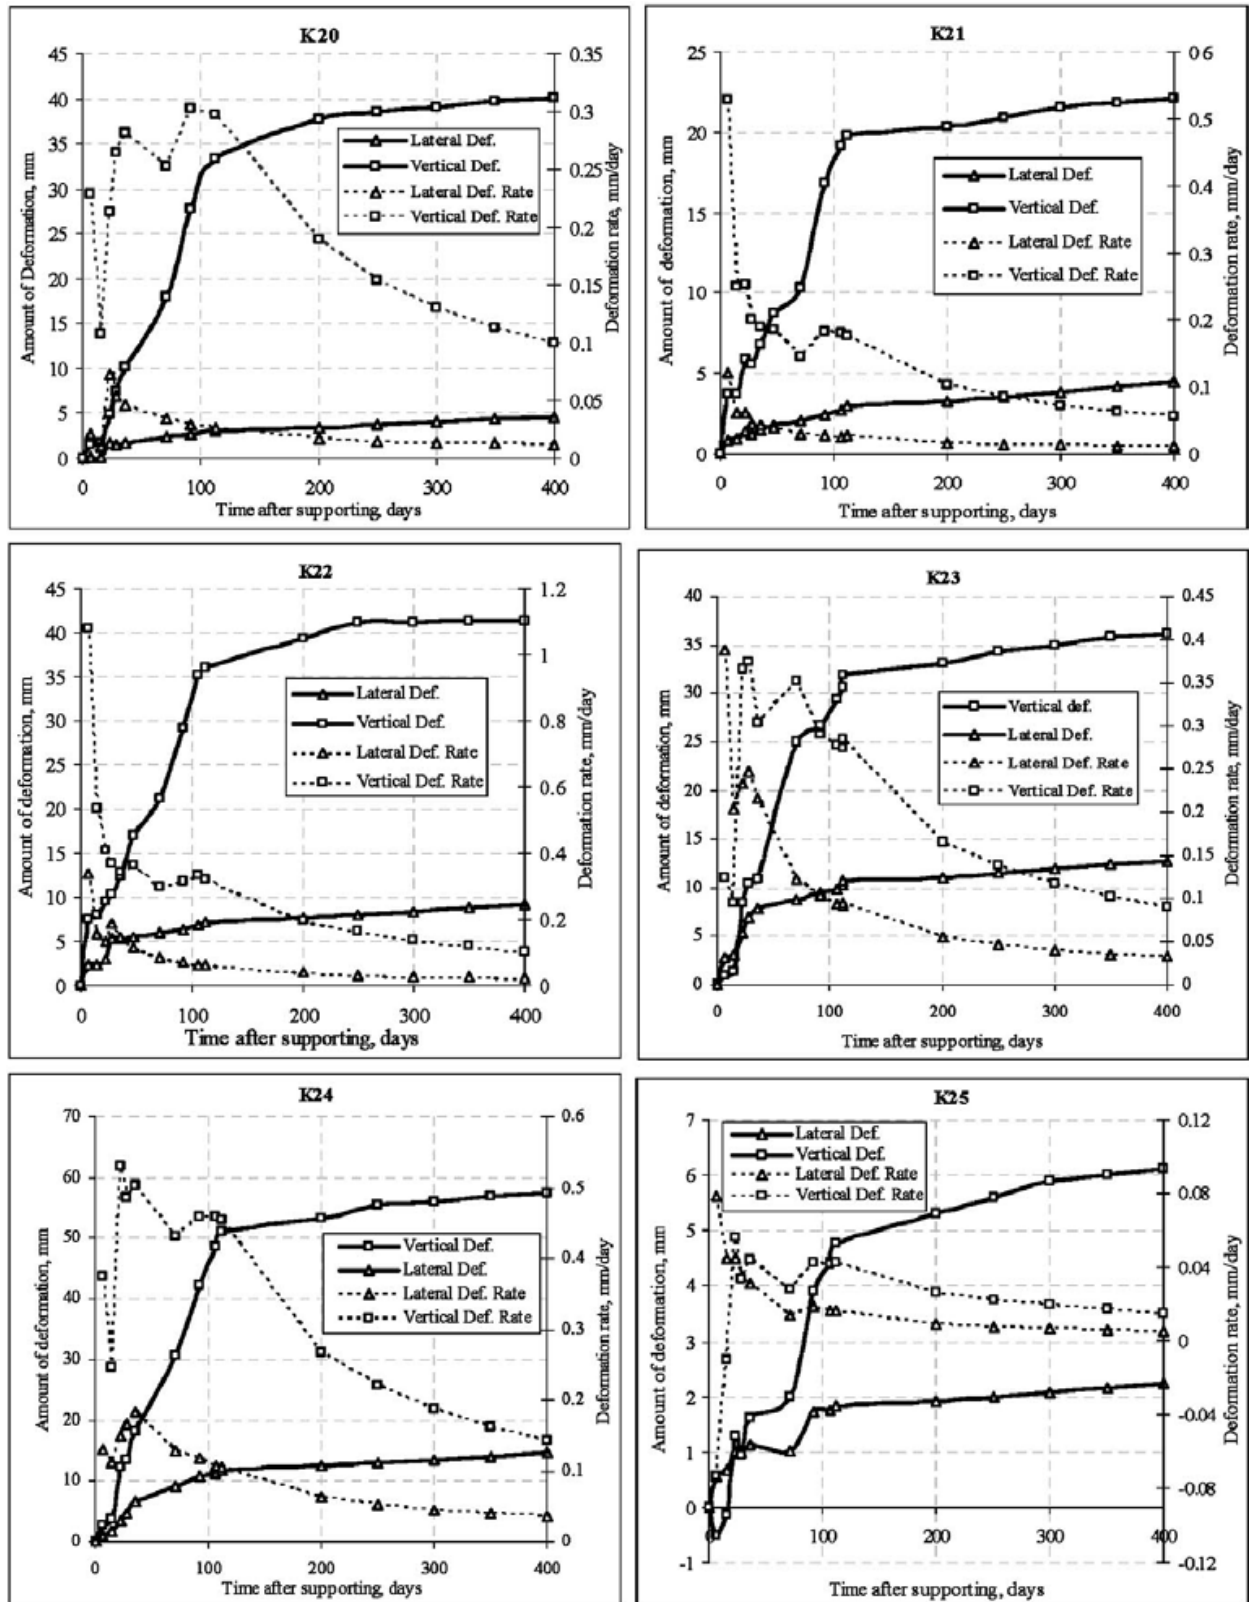 K20
45
40
35
30
25
20
15
10
5
0
Amount of Deformation, mm
0.35
0.3
0.25
0.2
0.15
0.1
0.05
0
Deformation rate, mm/day
Lateral Def.
Vertical Def.
Lateral Def. Rate
Vertical Def. Rate
0 100 200 300 400
Time after supporting, days
K21
25
20
15
10
5
0
Amount of deformation, mm
0.6
0.5
0.4
0.3
0.2
0.1
0
Deformation rate, mm/day
Lateral Def.
Vertical Def.
Lateral Def. Rate
Vertical Def. Rate
0 100 200 300 400
Time after supporting, days
K22
45
40
35
30
25
20
15
10
5
0
Amount of deformation, mm
1.2
1
0.8
0.6
0.4
0.2
0
Deformation rate, mm/day
Lateral Def.
Vertical Def.
Lateral Def. Rate
Vertical Def. Rate
0 100 200 300 400
Time after supporting, days
K23
40
35
30
25
20
15
10
5
0
Amount of deformation, mm
0.45
0.4
0.35
0.3
0.25
0.2
0.15
0.1
0.05
0
Deformation rate, mm/day
Vertical def.
Lateral Def.
Lateral Def. Rate
Vertical Def. Rate
0 100 200 300 400
Time after supporting, days
K24
70
60
50
40
30
20
10
0
Amount of deformation, mm
0.6
0.5
0.4
0.3
0.2
0.1
0
Deformation rate, mm/day
Vertical Def.
Lateral Def.
Lateral Def. Rate
Vertical Def. Rate
0 100 200 300 400
Time after supporting, days
K25
7
6
5
4
3
2
1
0
-1
Amount of deformation, mm
0.12
0.08
0.04
0
-0.04
-0.08
-0.12
Deformation rate, mm/day
Lateral Def.
Vertical Def.
Lateral Def. Rate
Vertical Def. Rate
0 100 200 300 400
Time after supporting, days